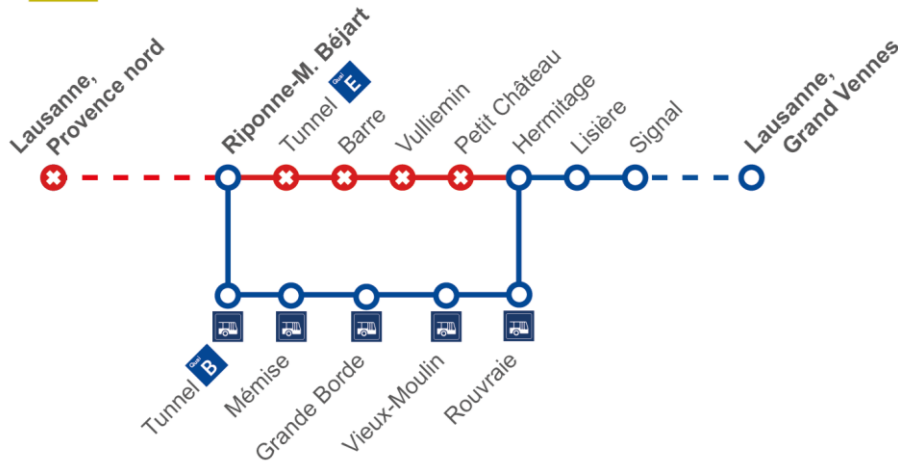 Lausanne,
Provence nord
Riponne-M. Béjart
Tunnel
Quai
E
Barre
Vulliemin
Petit Château
Hermitage
Lisière
Signal
Lausanne,
Grand Vennes
Tunnel
Quai
B
Mémise
Grande Borde
Vieux-Moulin
Rouvraie